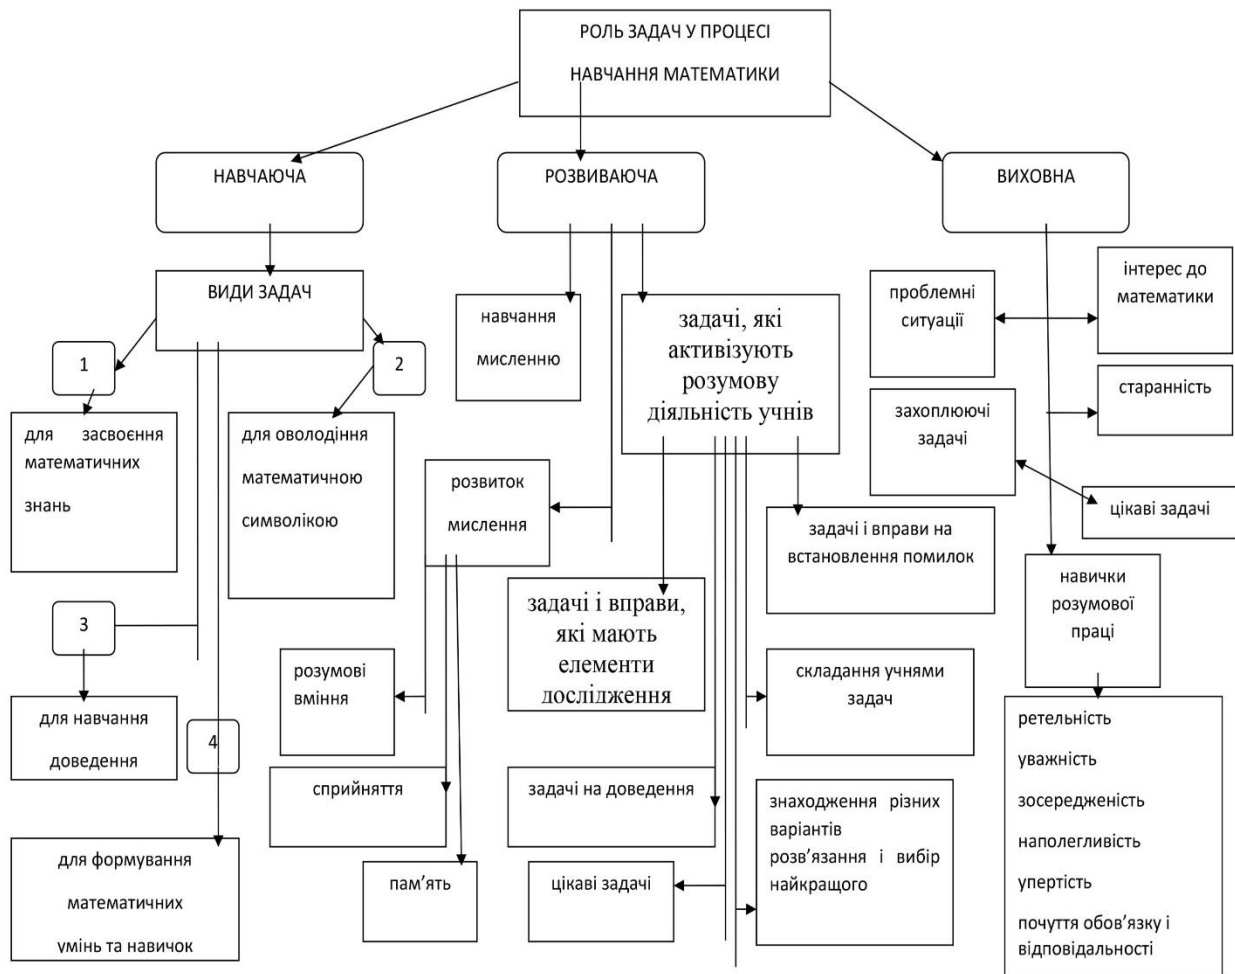 РОЛЬ ЗАДАЧ У ПРОЦЕСІ
НАВЧАННЯ МАТЕМАТИКИ
НАВЧАЮЧА
РОЗВИВАЮЧА
ВИХОВНА
ВИДИ ЗАДАЧ
1
2
для засвоєння
математичних
знань
для оволодіння
математичною
символікою
3
для навчання
доведення
4
для формування
математичних
умінь та навичок
навчання
мисленню
задачі, які
активізують
розумову
діяльність учнів
розвиток
мислення
розумові
вміння
сприйняття
пам’ять
задачі і вправи,
які мають
елементи
дослідження
задачі на доведення
цікаві задачі
задачі і вправи на
встановлення помилок
складання учнями
задач
знаходження різних
варіантів
розв’язання і вибір
найкращого
проблемні
ситуації
інтерес до
математики
старанність
захоплюючі
задачі
цікаві задачі
навички
розумової
праці
ретельність
уважність
зосередженість
наполегливість
упертість
почуття обов’язку і
відповідальності